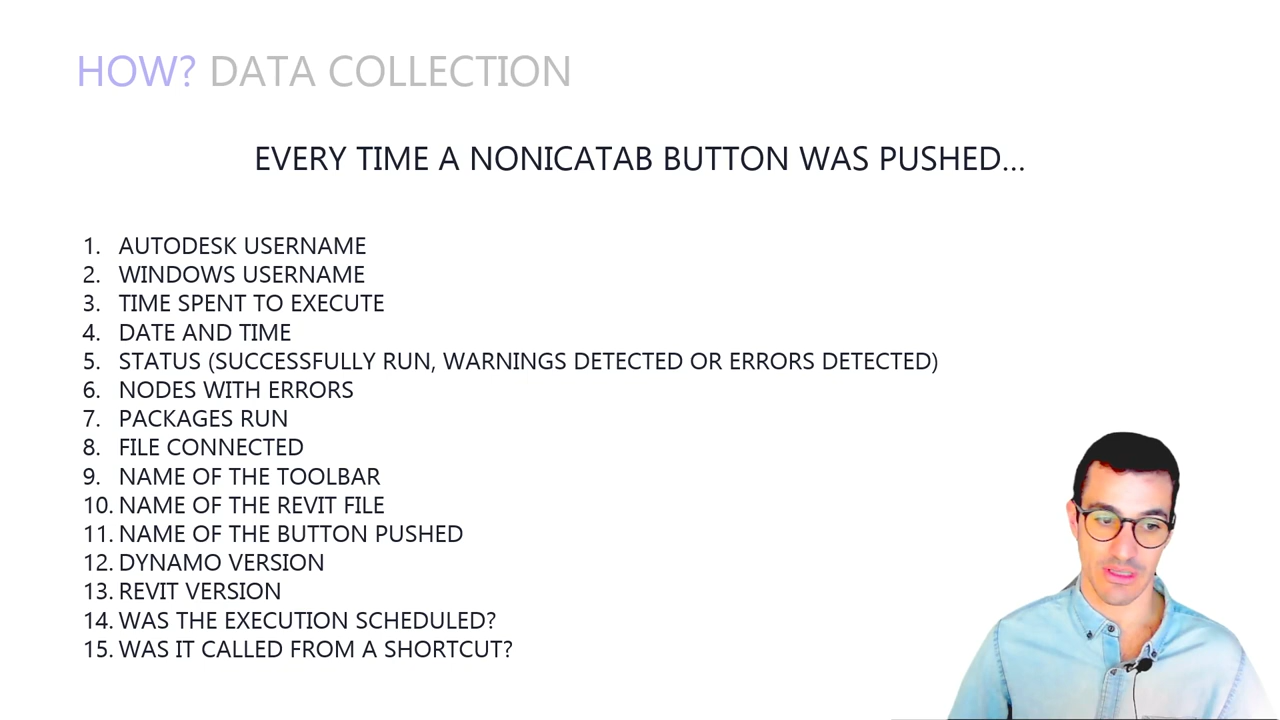 HOW? DATA COLLECTION
EVERY TIME A NONICATAB BUTTON WAS PUSHED...
1. AUTODESK USERNAME
2. WINDOWS USERNAME
3. TIME SPENT TO EXECUTE
4. DATE AND TIME
5. STATUS (SUCCESSFULLY RUN, WARNINGS DETECTED OR ERRORS DETECTED)
6. NODES WITH ERRORS
7. PACKAGES RUN
8. FILE CONNECTED
9. NAME OF THE TOOLBAR
10. NAME OF THE REVIT FILE
11. NAME OF THE BUTTON PUSHED
12. DYNAMO VERSION
13. REVIT VERSION
14. WAS THE EXECUTION SCHEDULED?
15. WAS IT CALLED FROM A SHORTCUT?